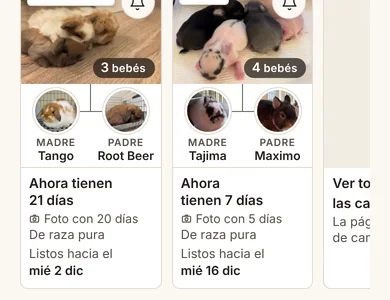 3 bebés
MADRE
Tango
PADRE
Root Beer
Ahora tienen
21 días
Foto con 20 días
De raza pura
Listos hacia el
mié 2 dic
4 bebés
MADRE
Tajima
PADRE
Maximo
Ahora
tienen 7 días
Foto con 5 días
De raza pura
Listos hacia el
mié 16 dic
Ver to
las ca
La pág
de car